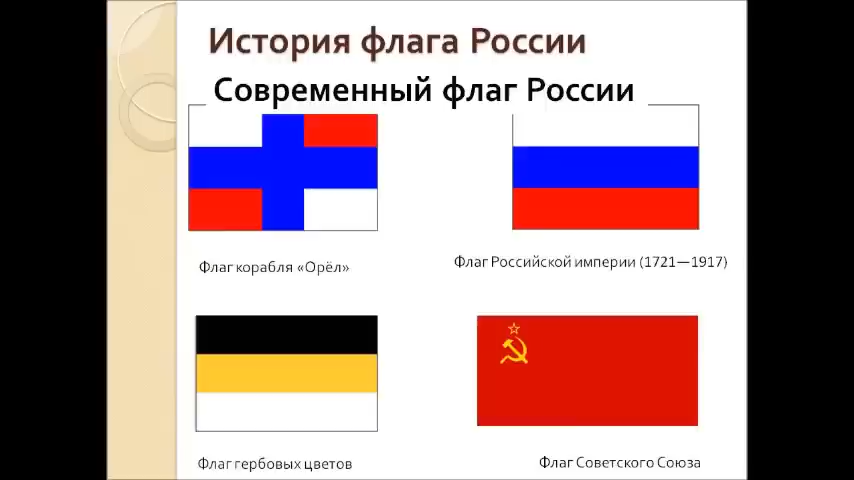 История флага России
Современный флаг России
Флаг корабля «Орёл»
Флаг Российской империи (1721—1917)
Флаг гербовых цветов
Флаг Советского Союза